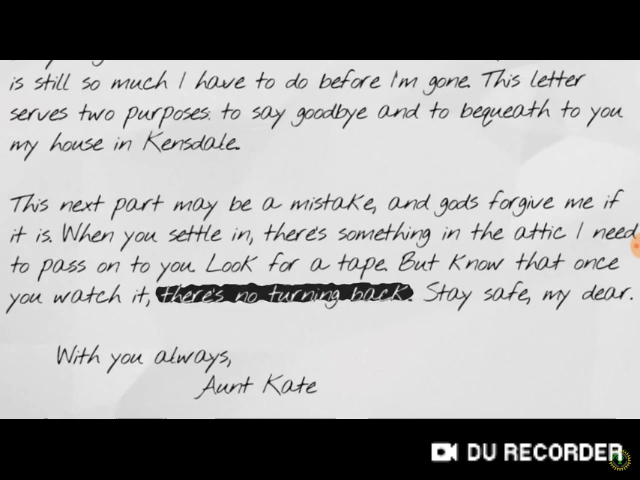 is still so much I have to do before I'm gone. This letter
serves two purposes: to say goodbye and to bequeath to you
my house in Kensdale.
This next part may be a mistake, and gods forgive me if
it is. When you settle in, there's something in the attic I need
to pass on to you. Look for a tape. But know that once
you watch it, there's no turning back. Stay safe, my dear.
With you always,
Aunt Kate
DU RECORDER